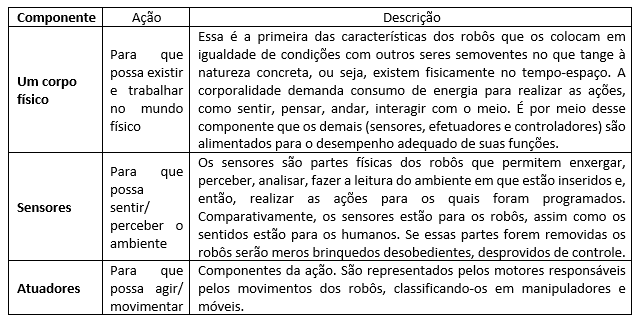 Componente Ação Descrição
Um corpo físico
Para que
possa existir
e trabalhar
no mundo
físico
Essa é a primeira das características dos robôs que os colocam em
igualdade de condições com outros seres semoventes no que tange à
natureza concreta, ou seja, existem fisicamente no tempo-espaço. A
corporalidade demanda consumo de energia para realizar as ações,
como sentir, pensar, andar, interagir com o meio. É por meio desse
componente que os demais (sensores, efetuadores e controladores) são
alimentados para o desempenho adequado de suas funções.
Sensores
Para que
possa
sentir/
perceber o
ambiente
Os sensores são partes físicas dos robôs que permitem enxergar,
perceber, analisar, fazer a leitura do ambiente em que estão inseridos e,
então, realizar as ações para os quais foram programados.
Comparativamente, os sensores estão para os robôs, assim como os
sentidos estão para os humanos. Se essas partes forem removidas os
robôs serão meros brinquedos desobedientes, desprovidos de controle.
Atuadores
Para que
possa agir/
movimentar
Componentes da ação. São representados pelos motores responsáveis
pelos movimentos dos robôs, classificando-os em manipuladores e
móveis.